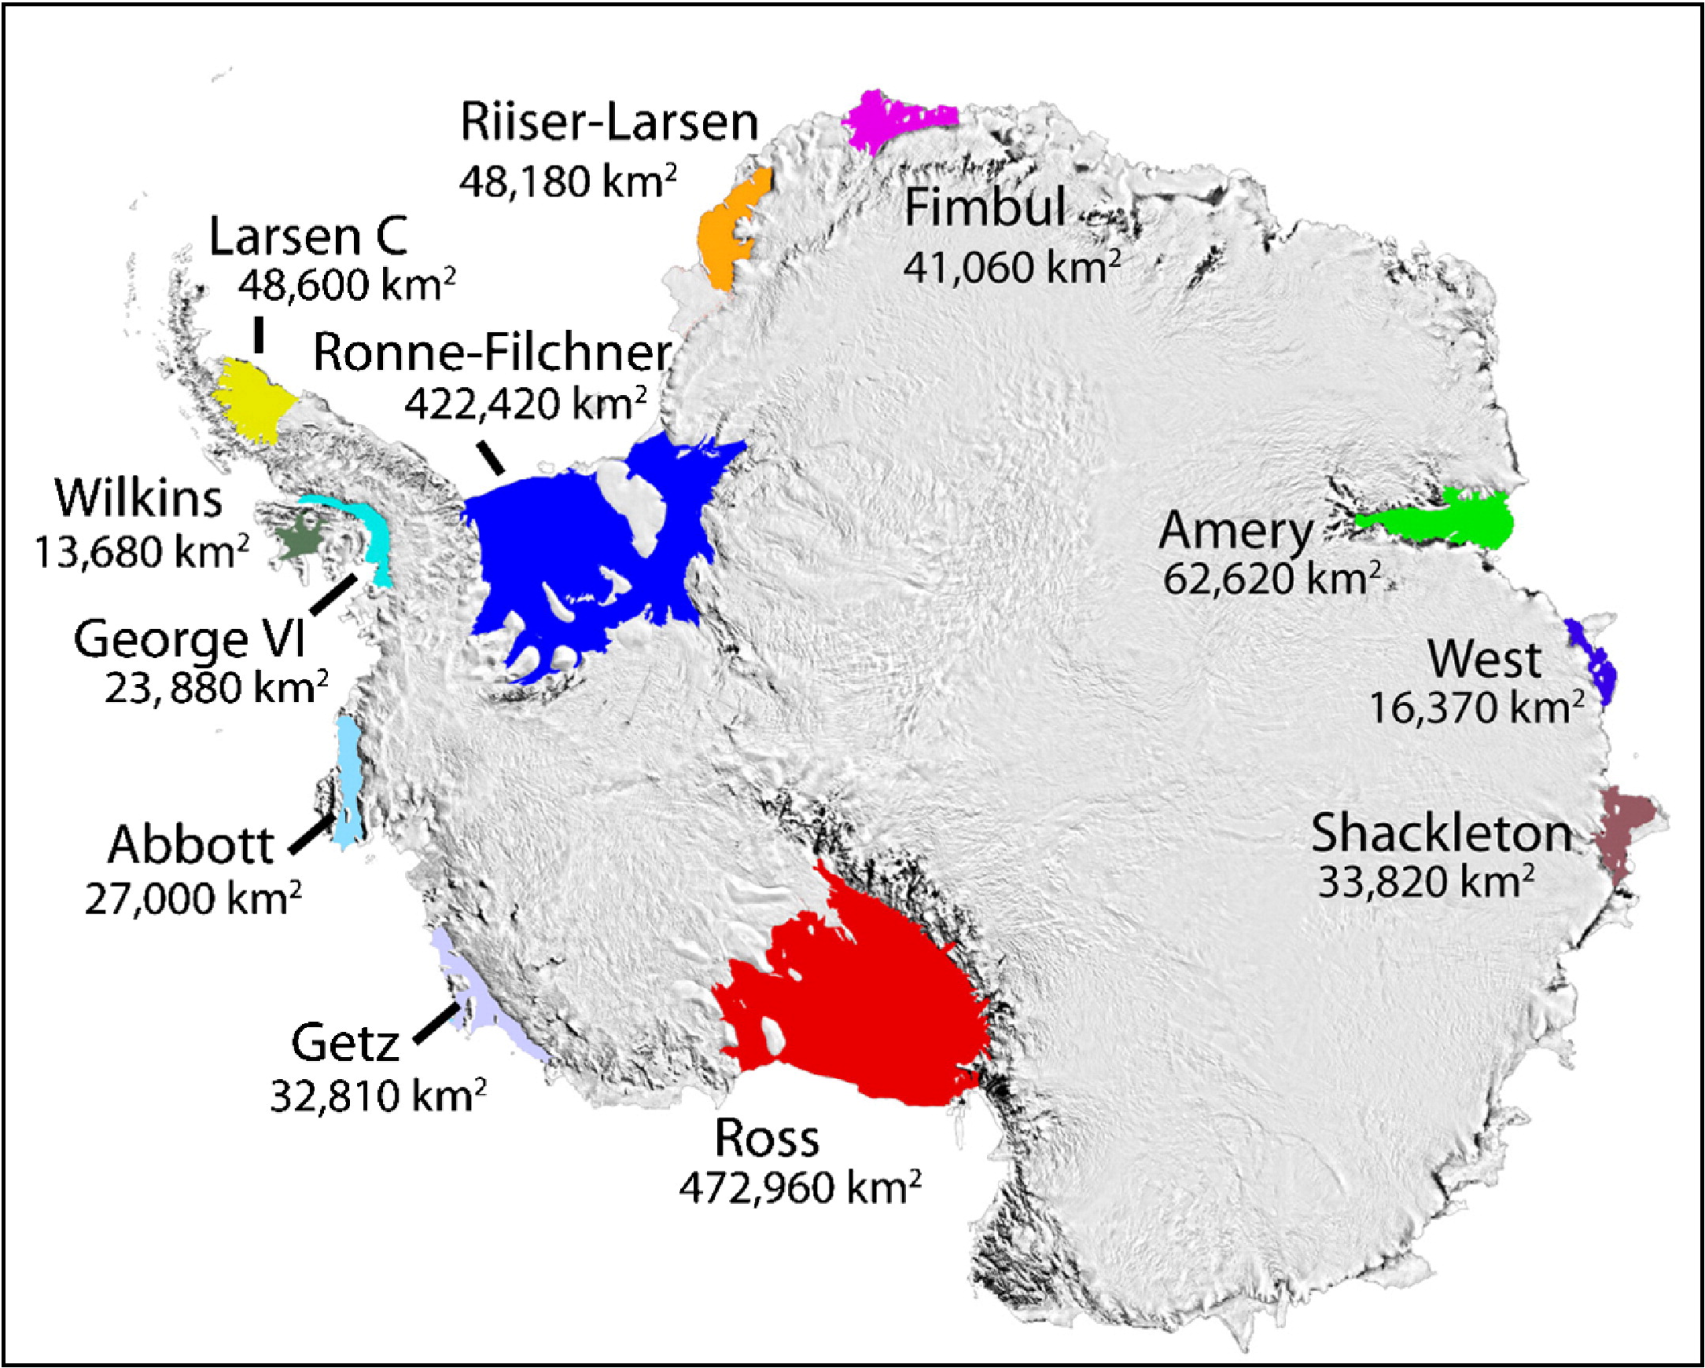 Riiser-Larsen
48,180 km²
Fimbul
41,060 km²
Larsen C
48,600 km²
Ronne-Filchner
422,420 km²
Wilkins
13,680 km²
George VI
23,880 km²
Amery
62,620 km²
West
16,370 km²
Abbott
27,000 km²
Shackleton
33,820 km²
Getz
32,810 km²
Ross
472,960 km²